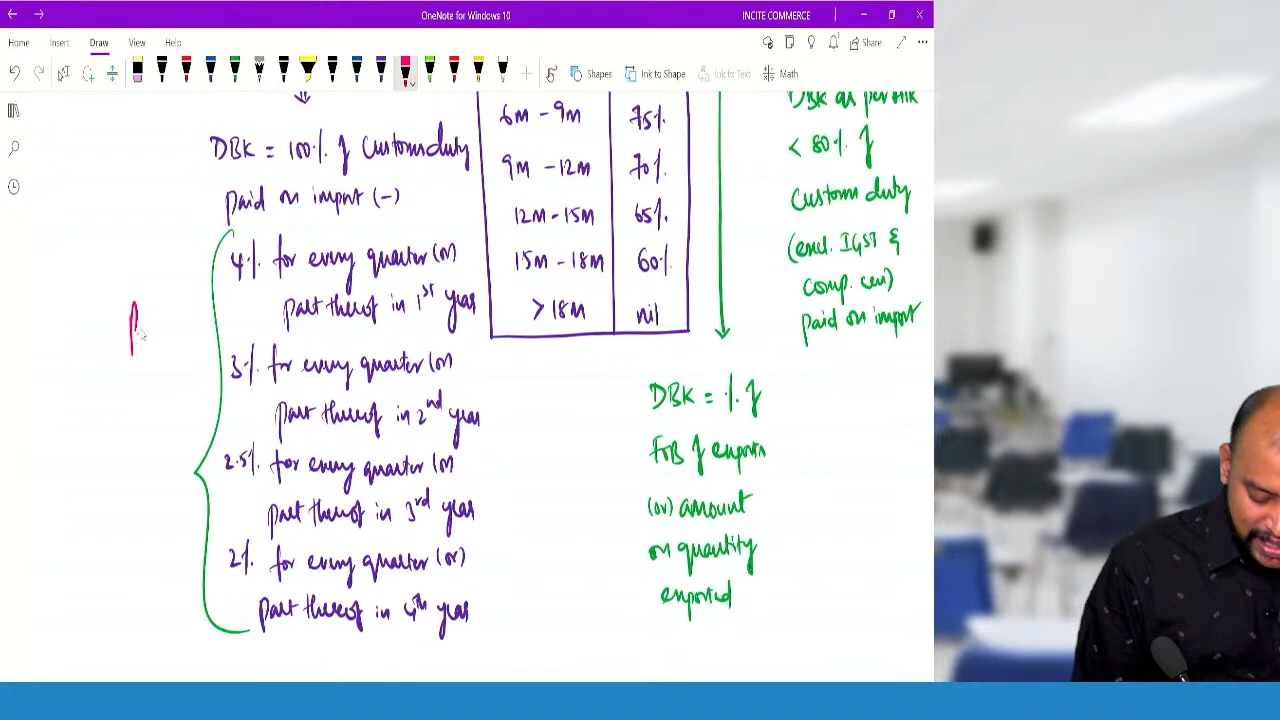 OneNote for Windows 10
INCITE COMMERCE
Home Insert Draw View Help
Share
Shapes
Ink to Shape
Ink to Text
Math
DBK = 100% of Customs duty
Paid on import (-)
4% for every quarter (or)
part thereof in 1st year
3% for every quarter (or)
part thereof in 2nd year
2.5% for every quarter (or)
part thereof in 3rd year
2% for every quarter (or)
part thereof in 4th year
6M - 9M 75%
9M - 12M 70%
12M - 15M 65%
15M - 18M 60%
> 18M nil
DBK as per AIR
< 80% of
Customs duty
(excl. IGST &
Comp. cess)
paid on import
DBK = % of
FOB of exports
(or) amount
on quantity
exported